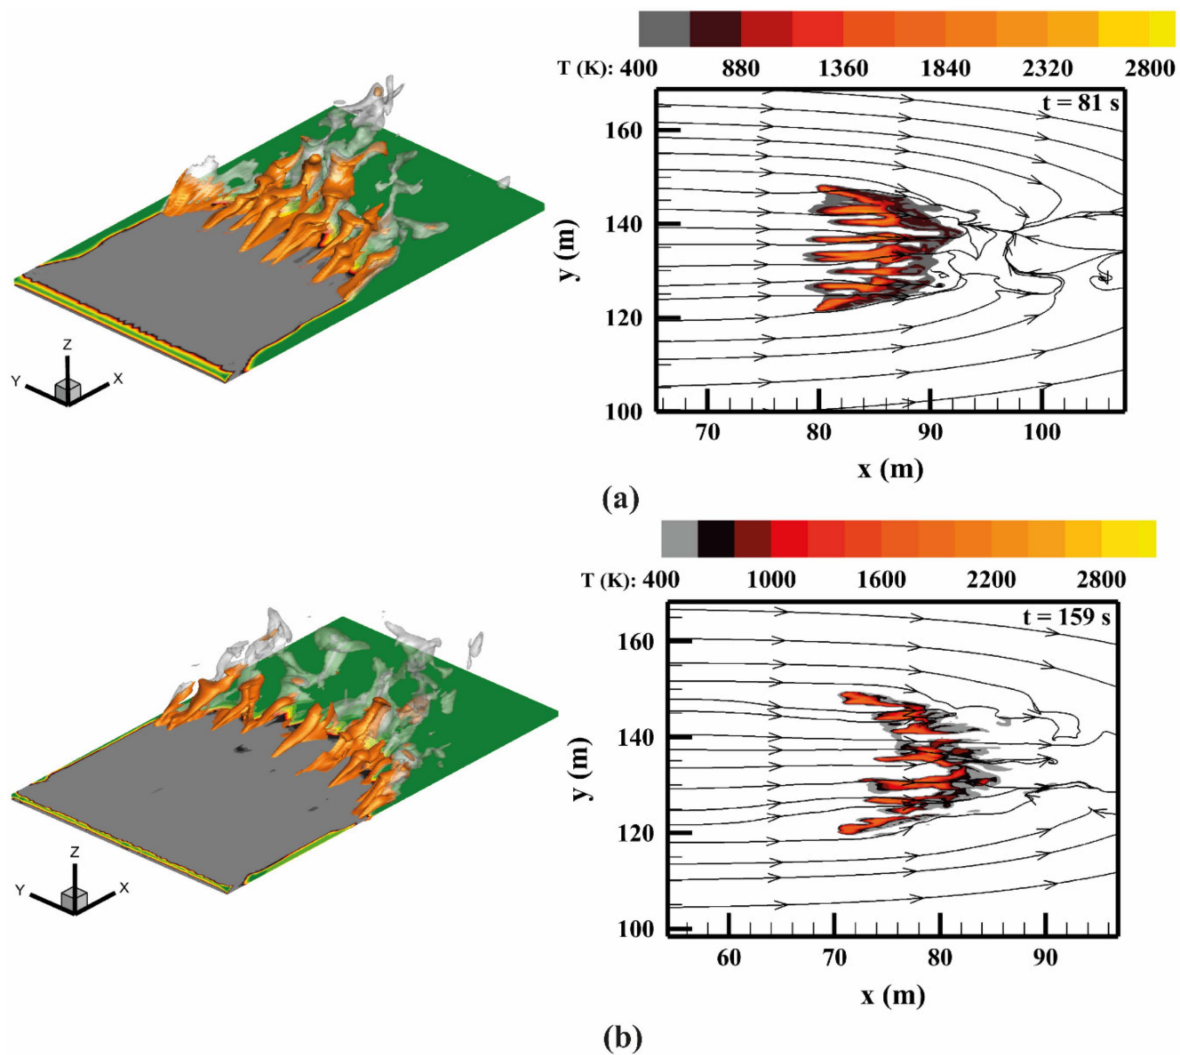 T (K): 400 880 1360 1840 2320 2800
t = 81 s
160
140
120
100
y (m)
70 80 90 100
x (m)
Z
Y X
(a)
T (K): 400 1000 1600 2200 2800
t = 159 s
160
140
120
100
y (m)
60 70 80 90
x (m)
Z
Y X
(b)